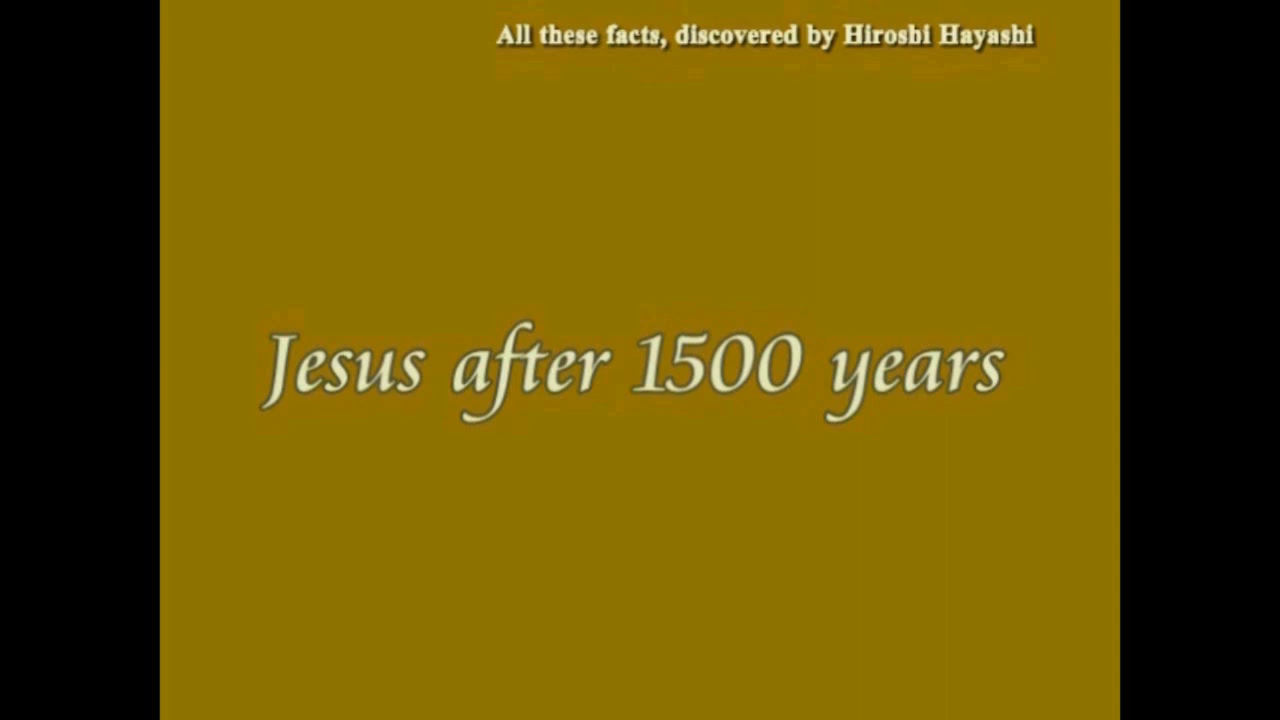 All these facts, discovered by Hiroshi Hayashi
Jesus after 1500 years